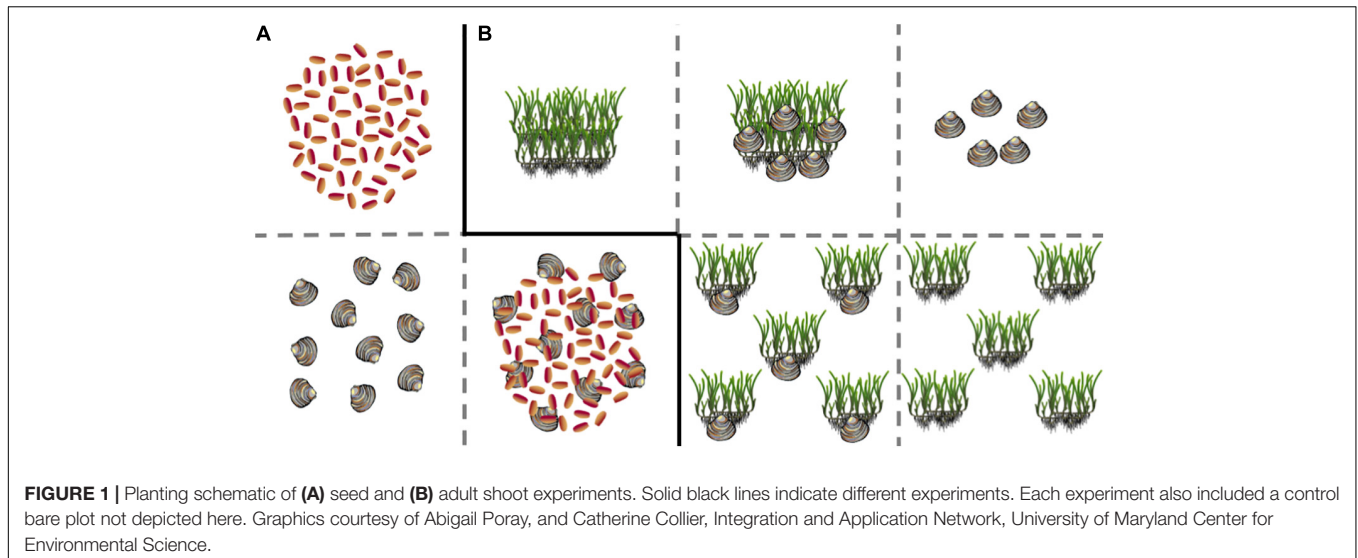 A
B
FIGURE 1 | Planting schematic of (A) seed and (B) adult shoot experiments. Solid black lines indicate different experiments. Each experiment also included a control
bare plot not depicted here. Graphics courtesy of Abigail Poray, and Catherine Collier, Integration and Application Network, University of Maryland Center for
Environmental Science.